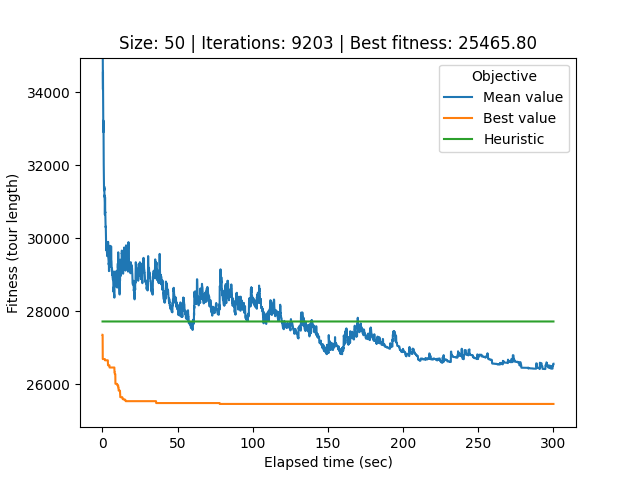 Size: 50 | Iterations: 9203 | Best fitness: 25465.80
Objective
Mean value
Best value
Heuristic
34000
32000
30000
28000
26000
Fitness (tour length)
0 50 100 150 200 250 300
Elapsed time (sec)